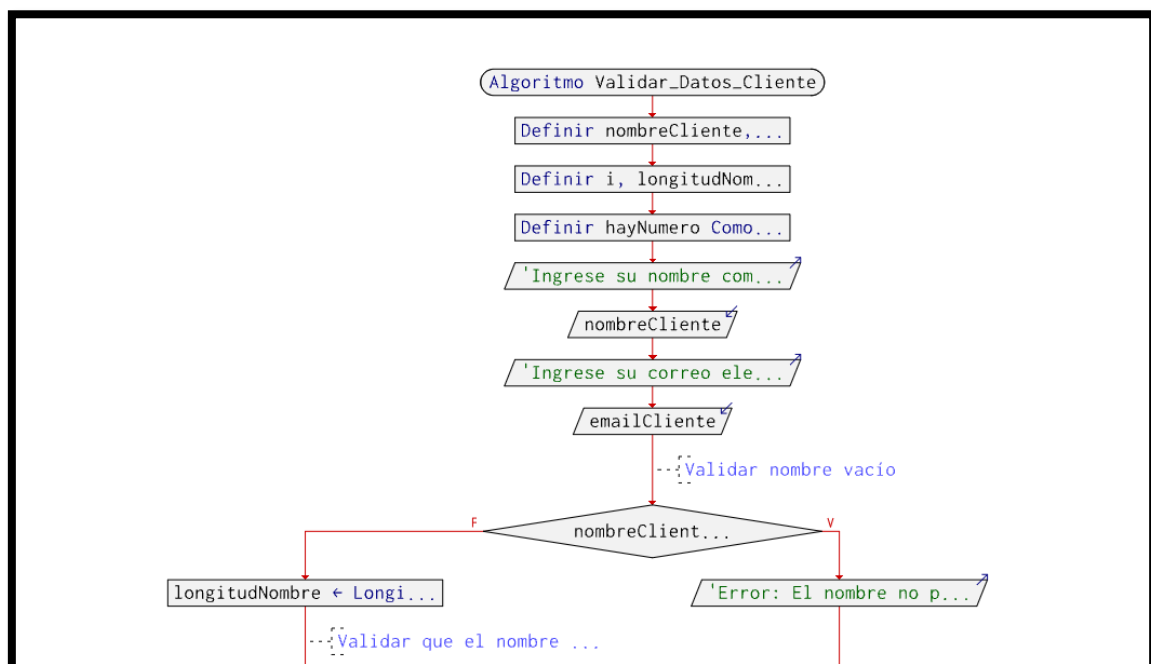 Algoritmo Validar_Datos_Cliente
Definir nombreCliente,...
Definir i, longitudNom...
Definir hayNumero Como...
'Ingrese su nombre com...
nombreCliente
'Ingrese su correo ele...
emailCliente
Validar nombre vacío
F
V
nombreClient...
longitudNombre ← Longi...
'Error: El nombre no p...
Validar que el nombre ...